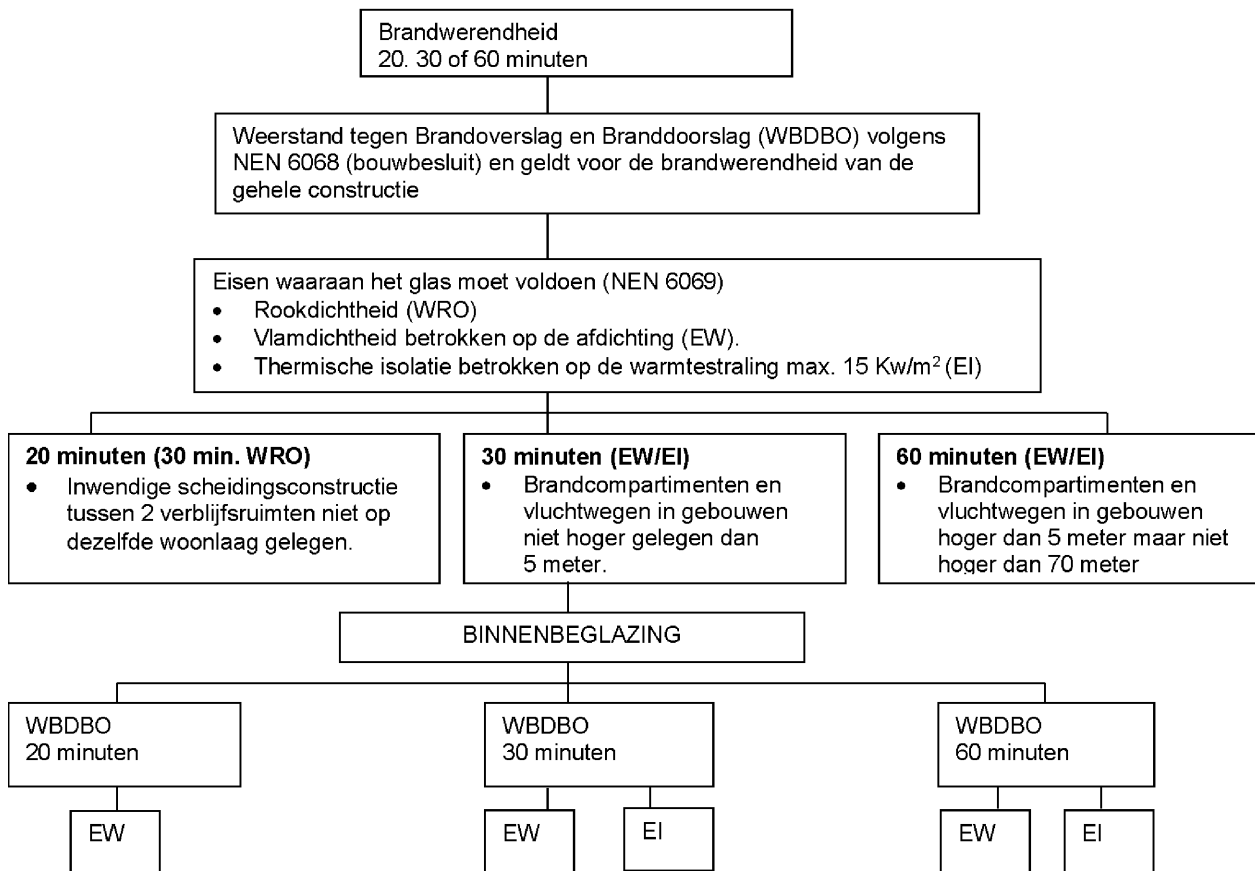 Brandwerendheid
20. 30 of 60 minuten
Weerstand tegen Brandoverslag en Branddoorslag (WBDBO) volgens
NEN 6068 (bouwbesluit) en geldt voor de brandwerendheid van de
gehele constructie
Eisen waaraan het glas moet voldoen (NEN 6069)
• Rookdichtheid (WRO)
• Vlamdichtheid betrokken op de afdichting (EW).
• Thermische isolatie betrokken op de warmtestraling max. 15 Kw/m² (EI)
20 minuten (30 min. WRO)
• Inwendige scheidingsconstructie
tussen 2 verblijfsruimten niet op
dezelfde woonlaag gelegen.
30 minuten (EW/EI)
• Brandcompartimenten en
vluchtwegen in gebouwen
niet hoger gelegen dan
5 meter.
60 minuten (EW/EI)
• Brandcompartimenten en
vluchtwegen in gebouwen
hoger dan 5 meter maar niet
hoger dan 70 meter
BINNENBEGLAZING
WBDBO
20 minuten
WBDBO
30 minuten
WBDBO
60 minuten
EW
EW
EI
EW
EI